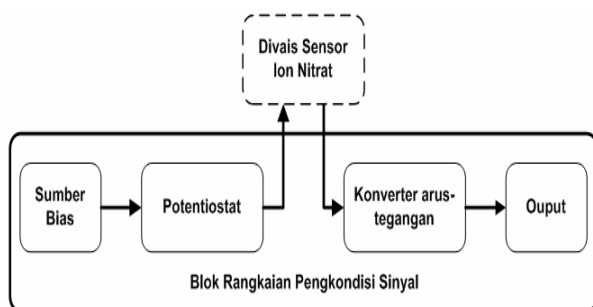 Divais Sensor
Ion Nitrat
Sumber
Bias
Potentiostat
Konverter arus-
tegangan
Ouput
Blok Rangkaian Pengkondisi Sinyal